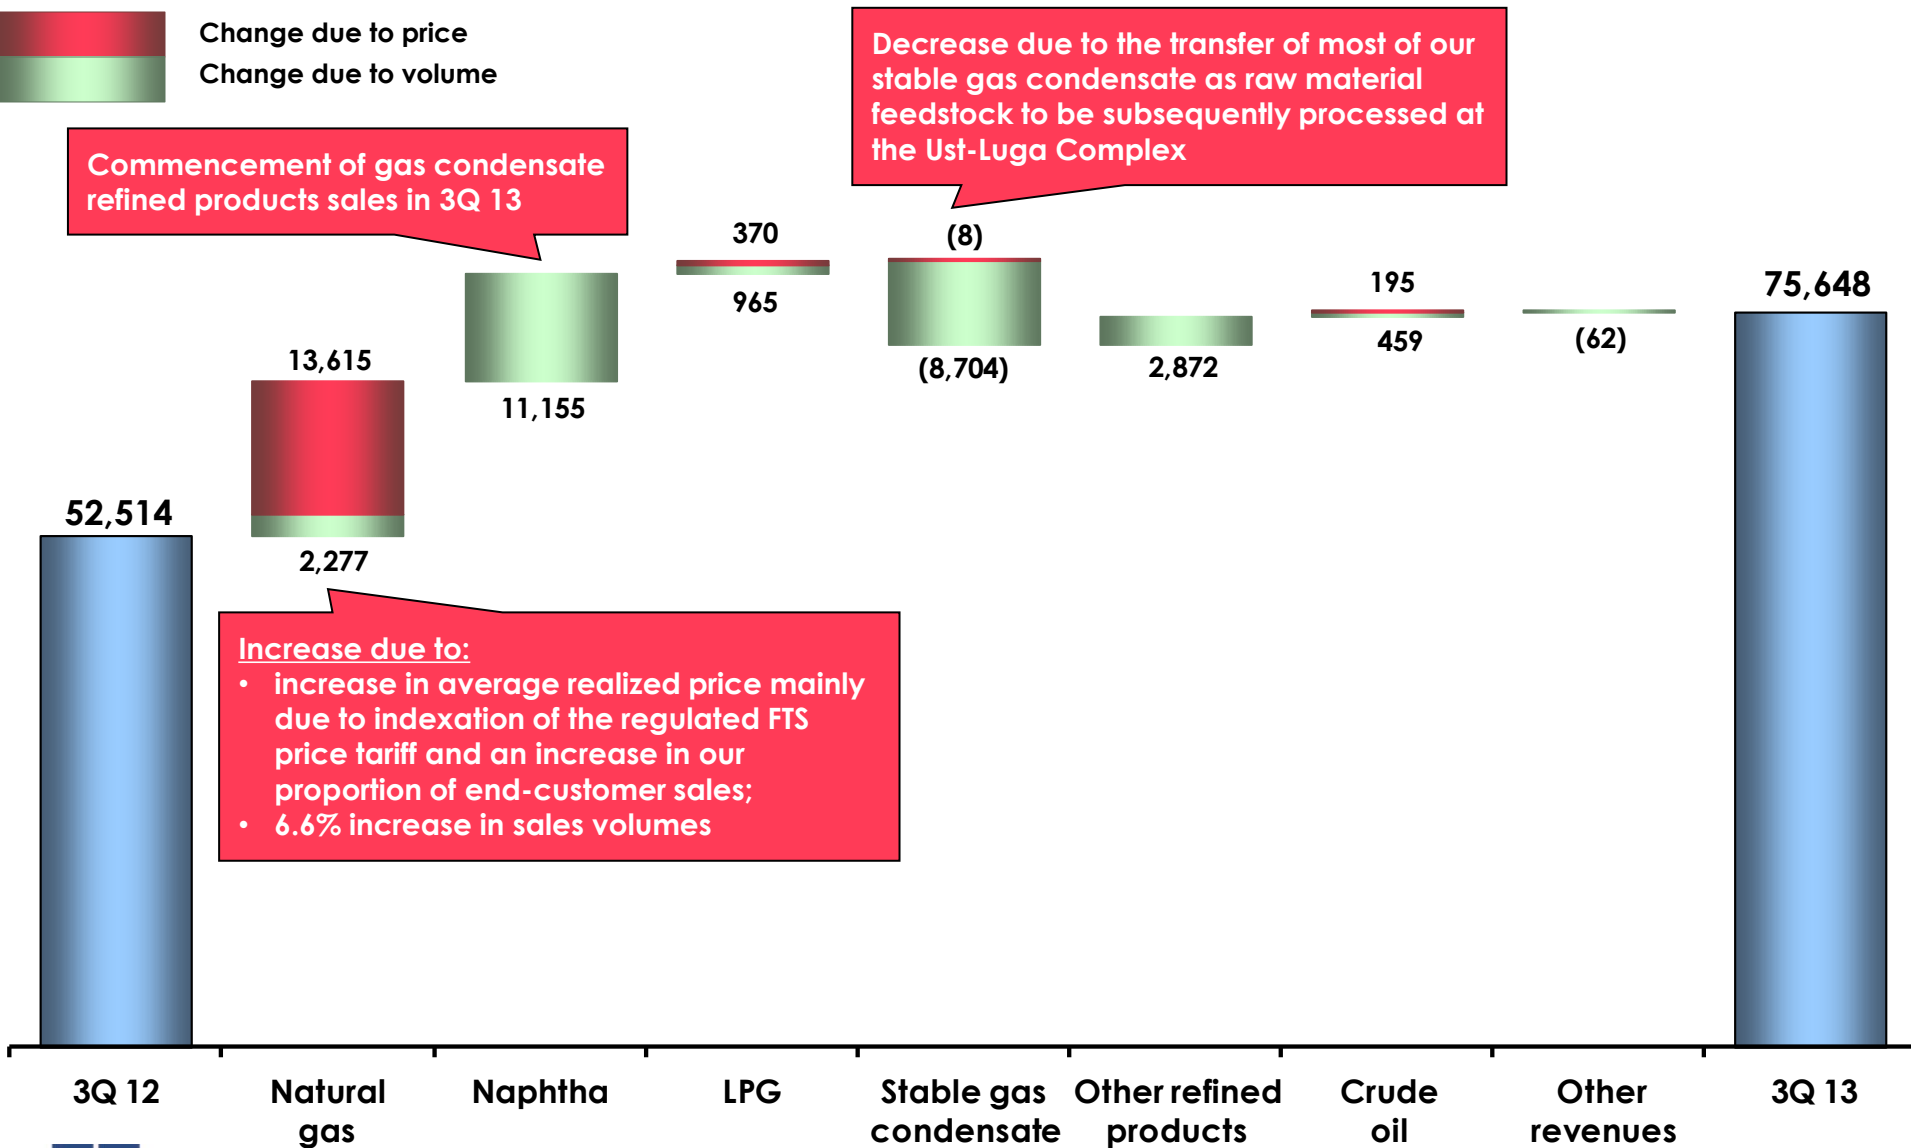 Change due to price
Change due to volume
Decrease due to the transfer of most of our
stable gas condensate as raw material
feedstock to be subsequently processed at
the Ust-Luga Complex
Commencement of gas condensate
refined products sales in 3Q 13
370
(8)
965
195
75,648
459
(62)
13,615
(8,704)
2,872
11,155
52,514
2,277
Increase due to:
• increase in average realized price mainly
due to indexation of the regulated FTS
price tariff and an increase in our
proportion of end-customer sales;
• 6.6% increase in sales volumes
3Q 12
Natural
gas
Naphtha
LPG
Stable gas
condensate
Other refined
products
Crude
oil
Other
revenues
3Q 13